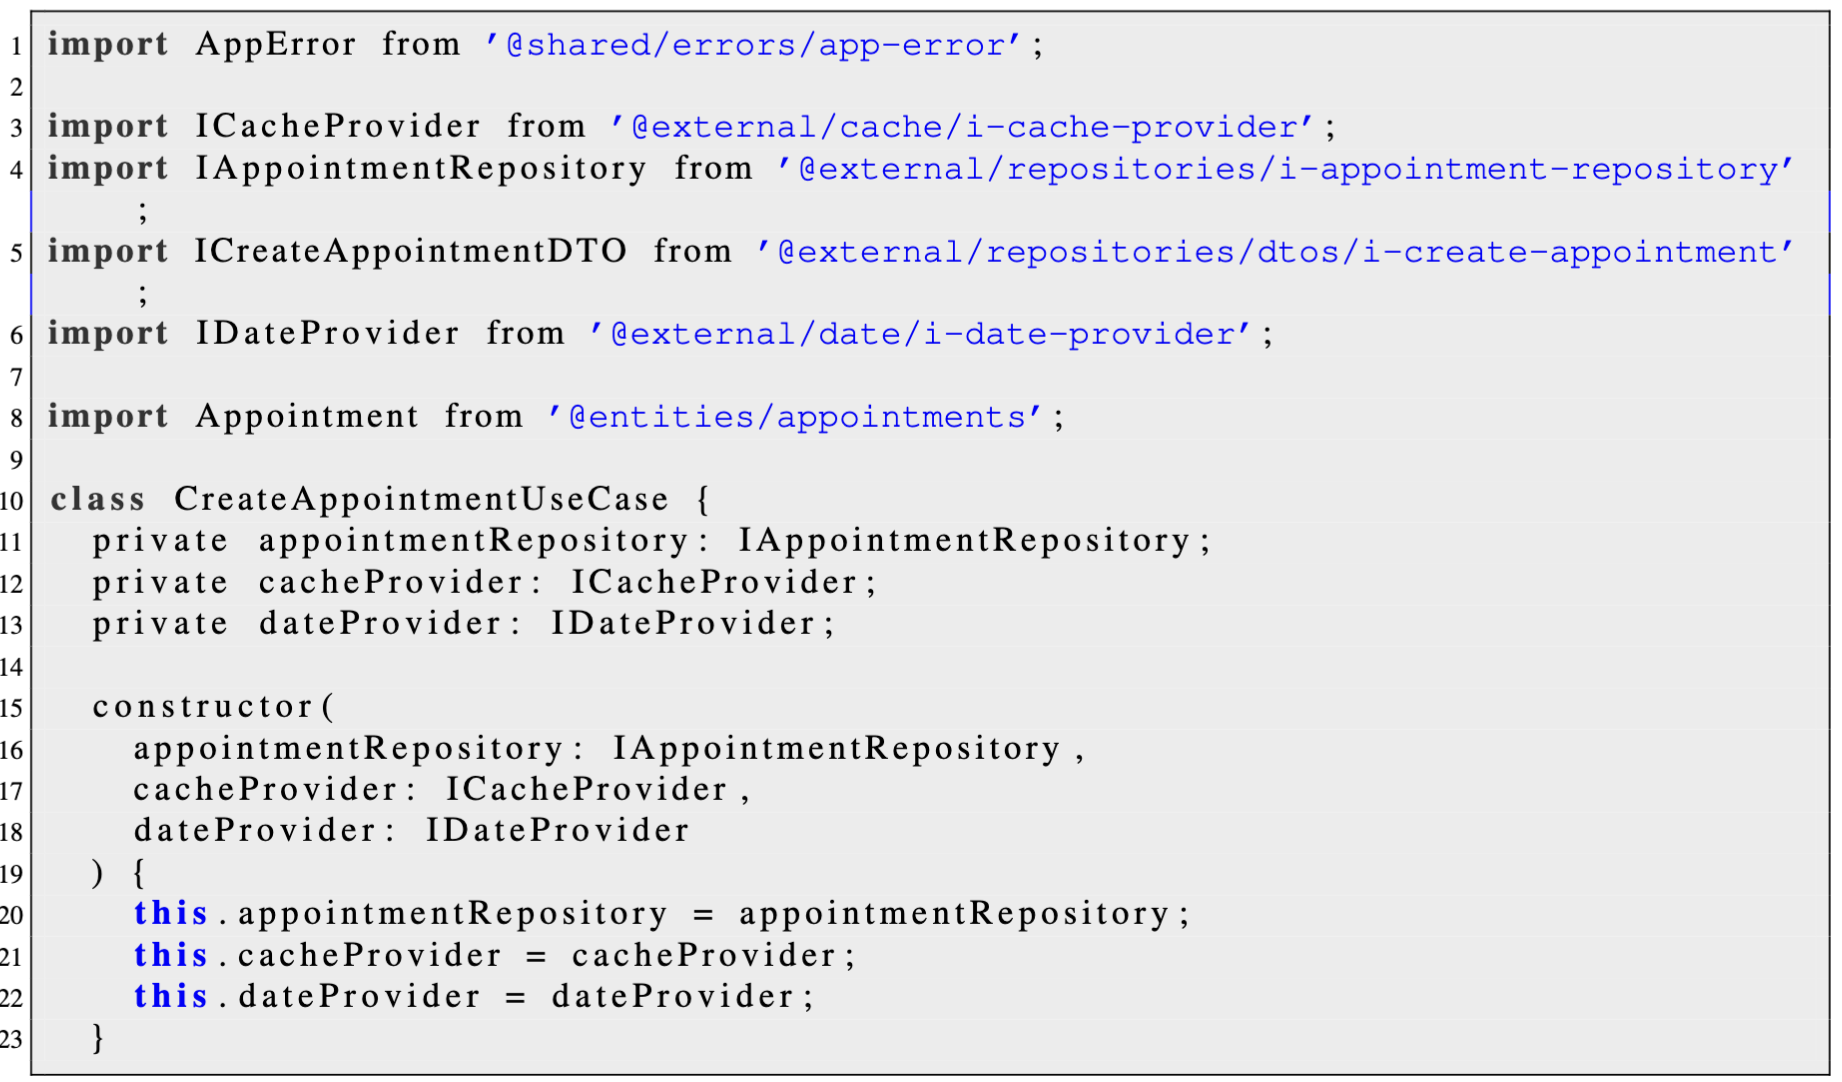 1 import AppError from '@shared/errors/app-error';
2
3 import ICacheProvider from '@external/cache/i-cache-provider';
4 import IAppointmentRepository from '@external/repositories/i-appointment-repository'
;
5 import ICreateAppointmentDTO from '@external/repositories/dtos/i-create-appointment'
;
6 import IDateProvider from '@external/date/i-date-provider';
7
8 import Appointment from '@entities/appointments';
9
10 class CreateAppointmentUseCase {
11 private appointmentRepository: IAppointmentRepository;
12 private cacheProvider: ICacheProvider;
13 private dateProvider: IDateProvider;
14
15 constructor(
16 appointmentRepository: IAppointmentRepository,
17 cacheProvider: ICacheProvider,
18 dateProvider: IDateProvider
19 ) {
20 this.appointmentRepository = appointmentRepository;
21 this.cacheProvider = cacheProvider;
22 this.dateProvider = dateProvider;
23 }